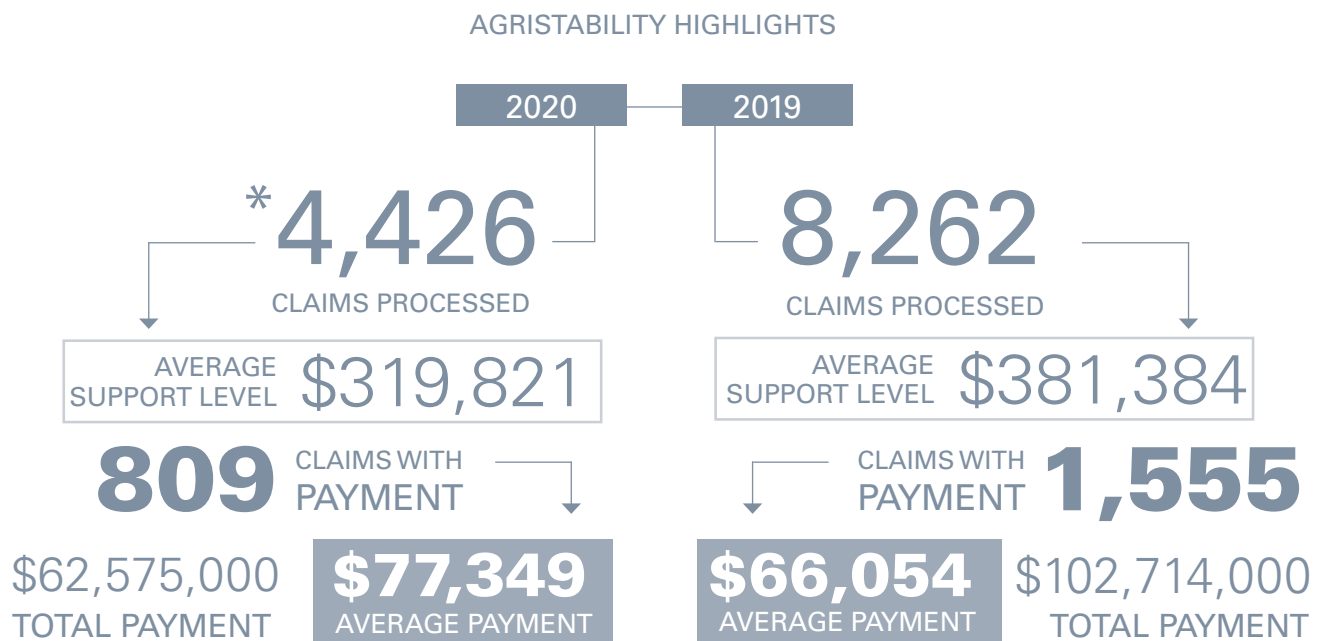 AGRISTABILITY HIGHLIGHTS
2020
2019
*4,426
CLAIMS PROCESSED
8,262
CLAIMS PROCESSED
AVERAGE
SUPPORT LEVEL
$319,821
AVERAGE
SUPPORT LEVEL
$381,384
809
CLAIMS WITH
PAYMENT
CLAIMS WITH
PAYMENT
1,555
$62,575,000
TOTAL PAYMENT
$77,349
AVERAGE PAYMENT
$66,054
AVERAGE PAYMENT
$102,714,000
TOTAL PAYMENT